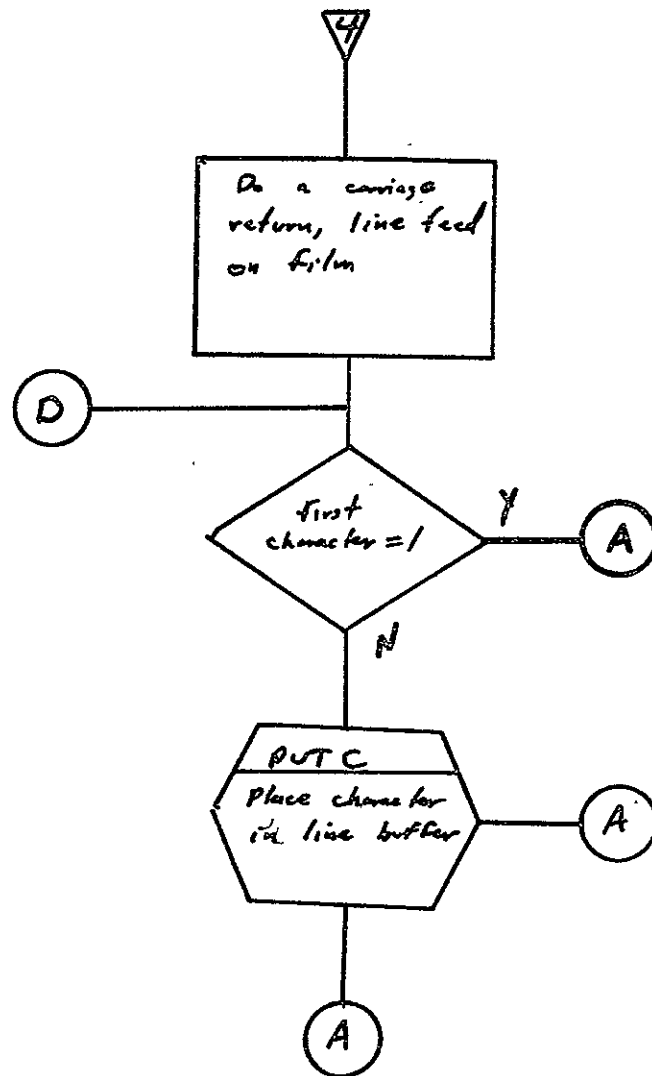 4
Do a carriage
return, line feed
on film
D
first
character = 1
Y
A
N
PUTC
Place character
in line buffer
A
A